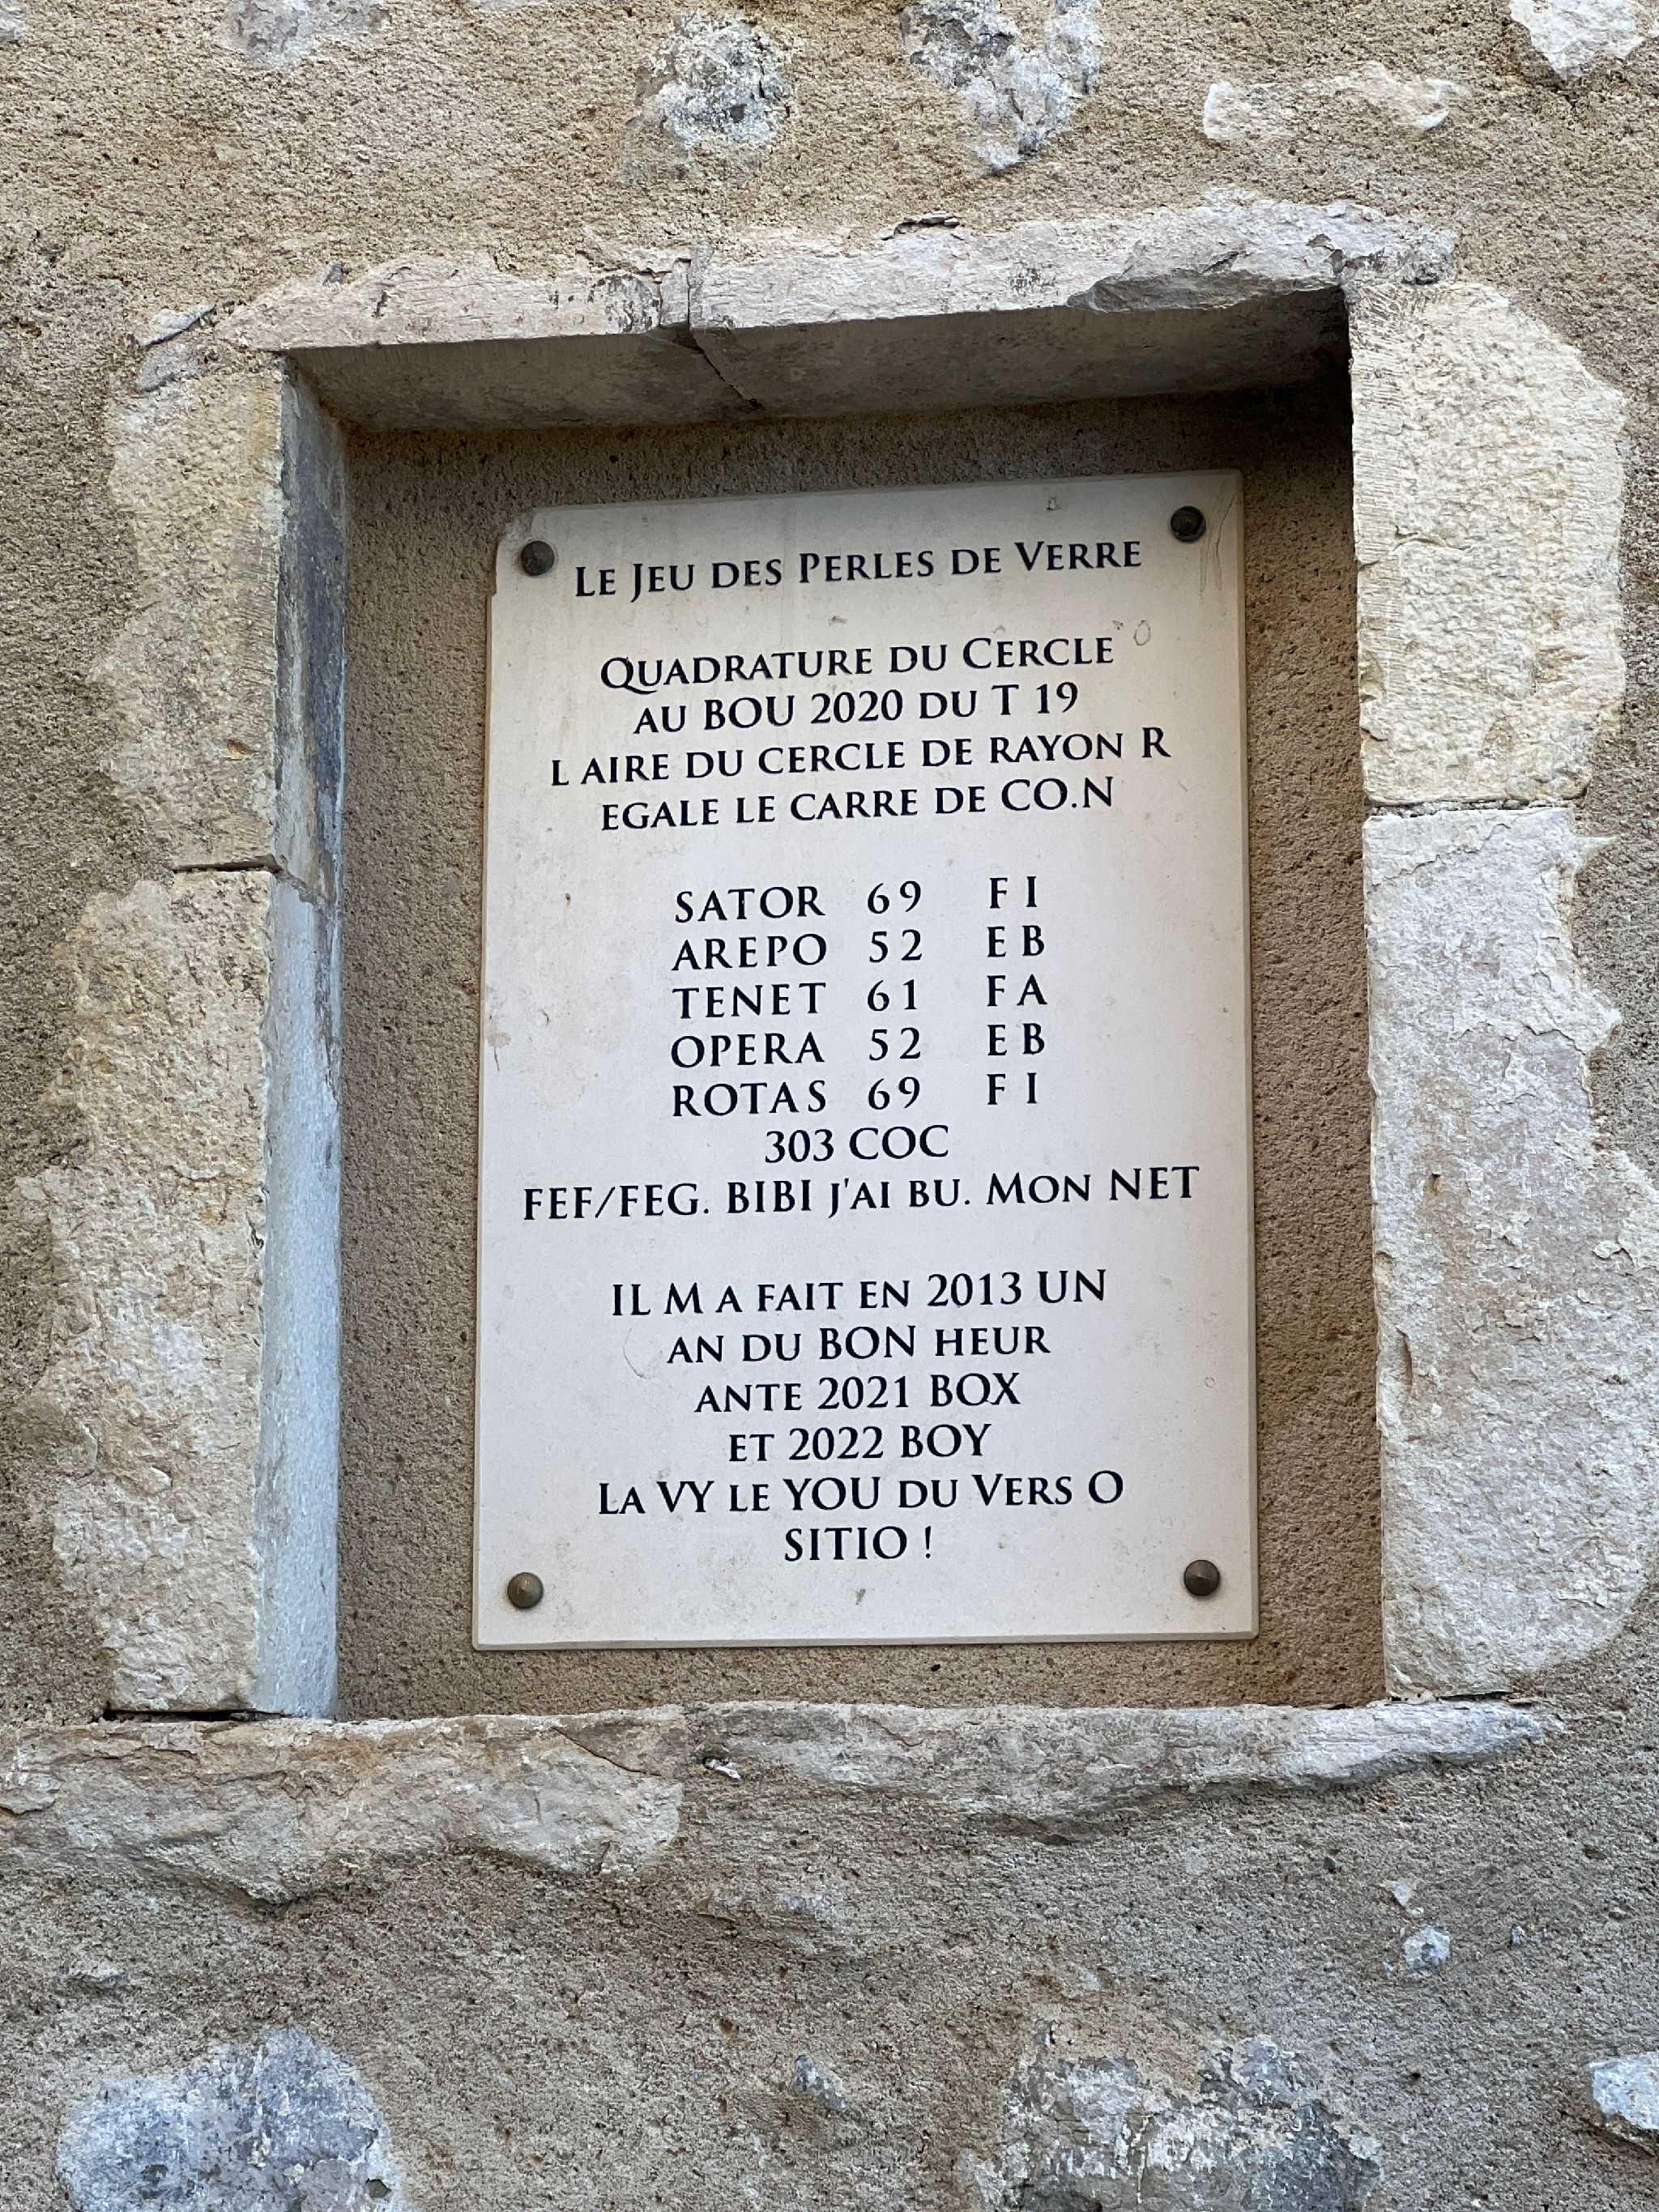 Le Jeu des Perles de Verre
Quadrature du Cercle
au BOU 2020 du T 19
l aire du cercle de rayon R
egale le carre de CO.N
SATOR 69 F I
AREPO 52 E B
TENET 61 F A
OPERA 52 E B
ROTAS 69 F I
303 COC
FEF/FEG. BIBI j'ai bu. Mon NET
IL M a fait en 2013 UN
an du BON heur
ante 2021 BOX
et 2022 BOY
La VY le YOU du Vers O
SITIO !